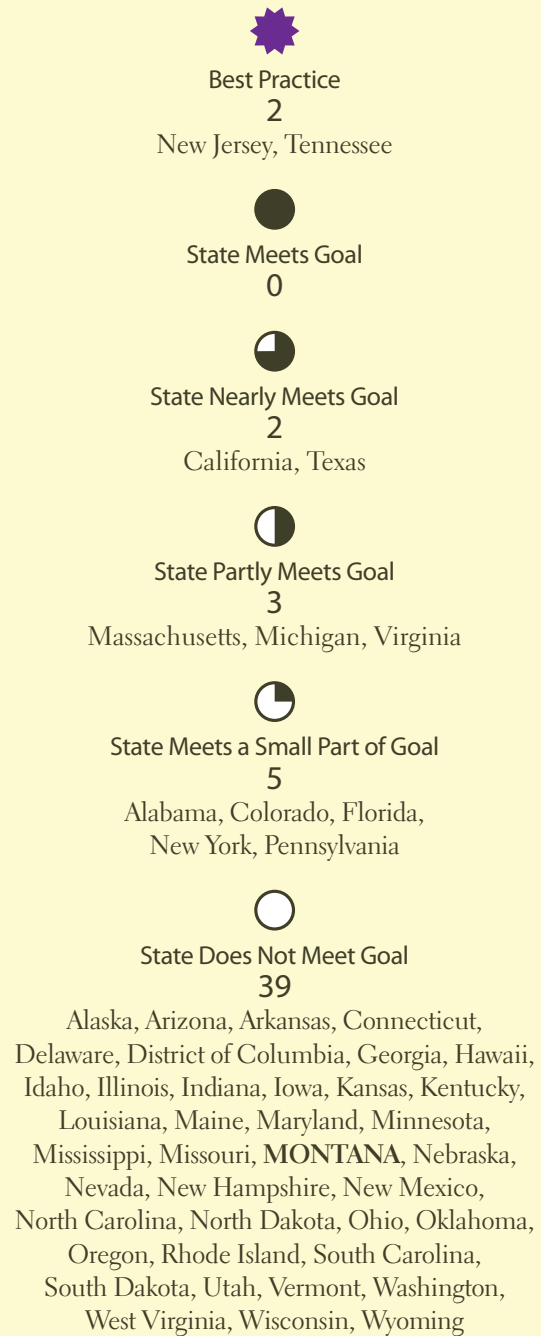 Best Practice
2
New Jersey, Tennessee
State Meets Goal
0
State Nearly Meets Goal
2
California, Texas
State Partly Meets Goal
3
Massachusetts, Michigan, Virginia
State Meets a Small Part of Goal
5
Alabama, Colorado, Florida,
New York, Pennsylvania
State Does Not Meet Goal
39
Alaska, Arizona, Arkansas, Connecticut,
Delaware, District of Columbia, Georgia, Hawaii,
Idaho, Illinois, Indiana, Iowa, Kansas, Kentucky,
Louisiana, Maine, Maryland, Minnesota,
Mississippi, Missouri, MONTANA, Nebraska,
Nevada, New Hampshire, New Mexico,
North Carolina, North Dakota, Ohio, Oklahoma,
Oregon, Rhode Island, South Carolina,
South Dakota, Utah, Vermont, Washington,
West Virginia, Wisconsin, Wyoming